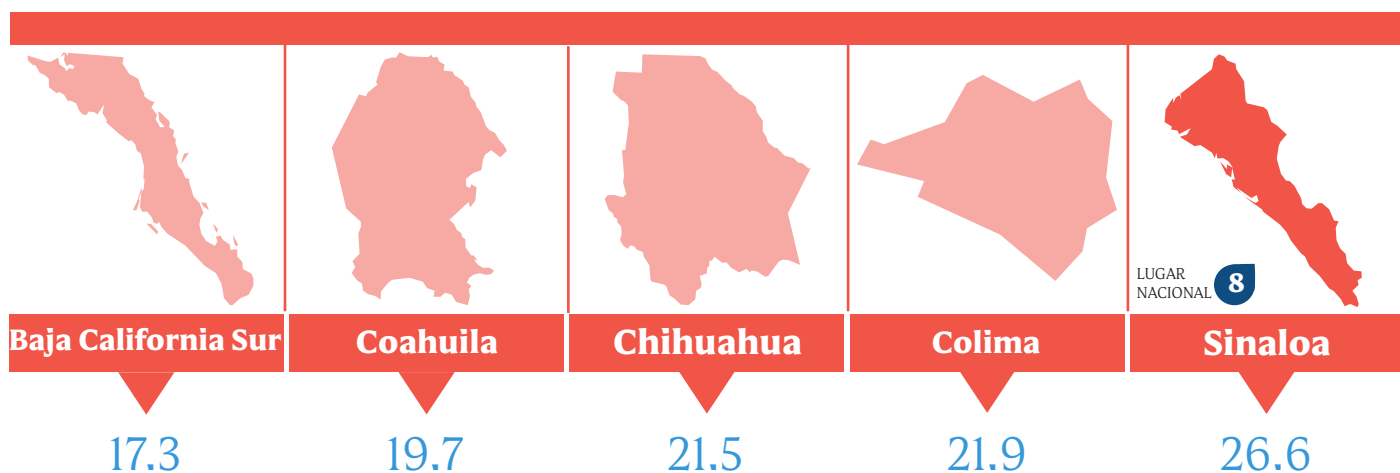 LUGAR
NACIONAL 8
Baja California Sur
Coahuila
Chihuahua
Colima
Sinaloa
17.3
19.7
21.5
21.9
26.6